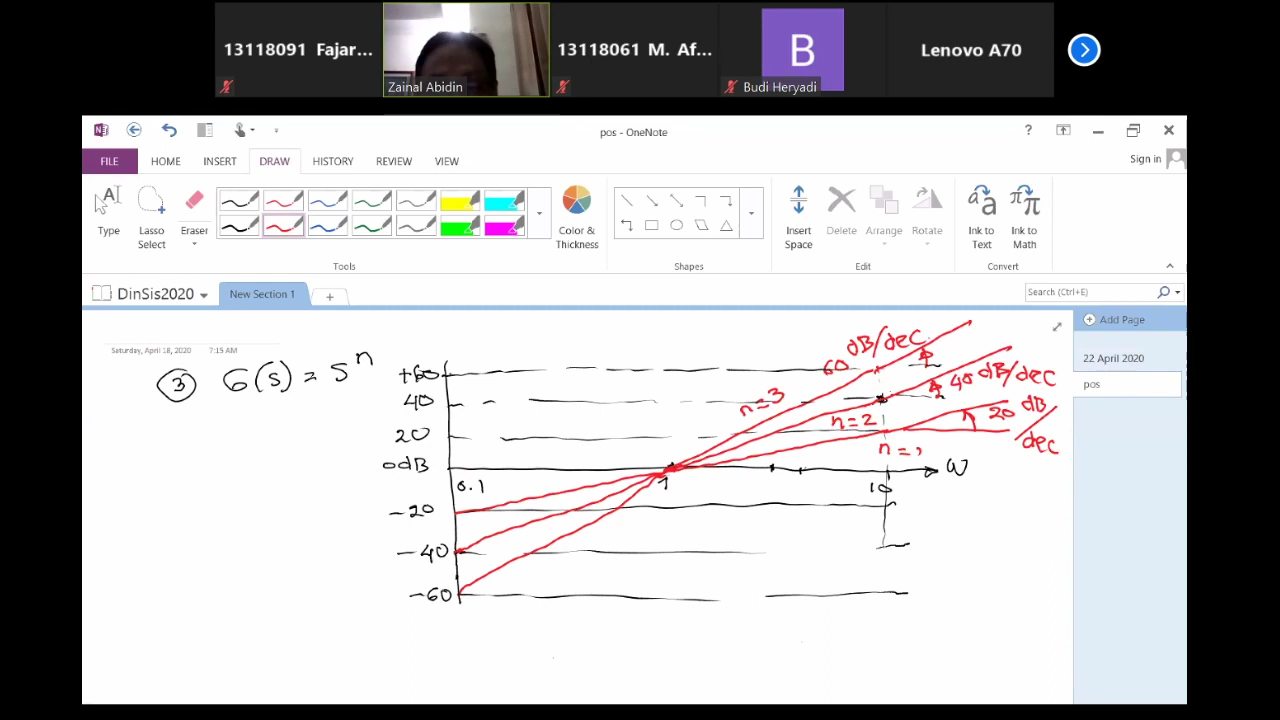 13118091 Fajar...
Zainal Abidin
13118061 M. Af...
B
Budi Heryadi
Lenovo A70
pos - OneNote
?
FILE
HOME
INSERT
DRAW
HISTORY
REVIEW
VIEW
Sign in
Type
Lasso
Select
Eraser
Color &
Thickness
Insert
Space
Delete
Arrange
Rotate
Ink to
Text
Ink to
Math
Tools
Shapes
Edit
Convert
DinSis2020
New Section 1
Search (Ctrl+E)
Add Page
22 April 2020
pos
Saturday, April 18, 2020 7:15 AM
③ G(s) = s^n
+60
40
20
0dB
-20
-40
-60
0.1
1
10
ω
n=3
60 dB/dec
n=2
40 dB/dec
n=
20 dB
/dec